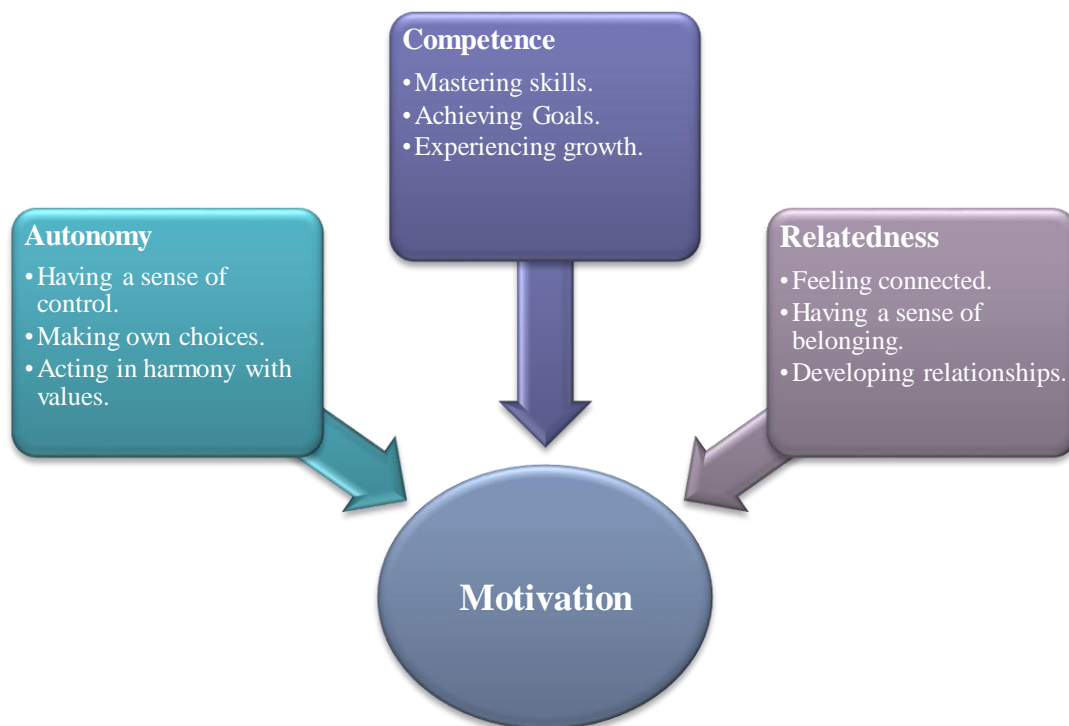 Competence
•Mastering skills.
•Achieving Goals.
•Experiencing growth.
Autonomy
•Having a sense of
control.
•Making own choices.
•Acting in harmony with
values.
Relatedness
•Feeling connected.
•Having a sense of
belonging.
•Developing relationships.
Motivation